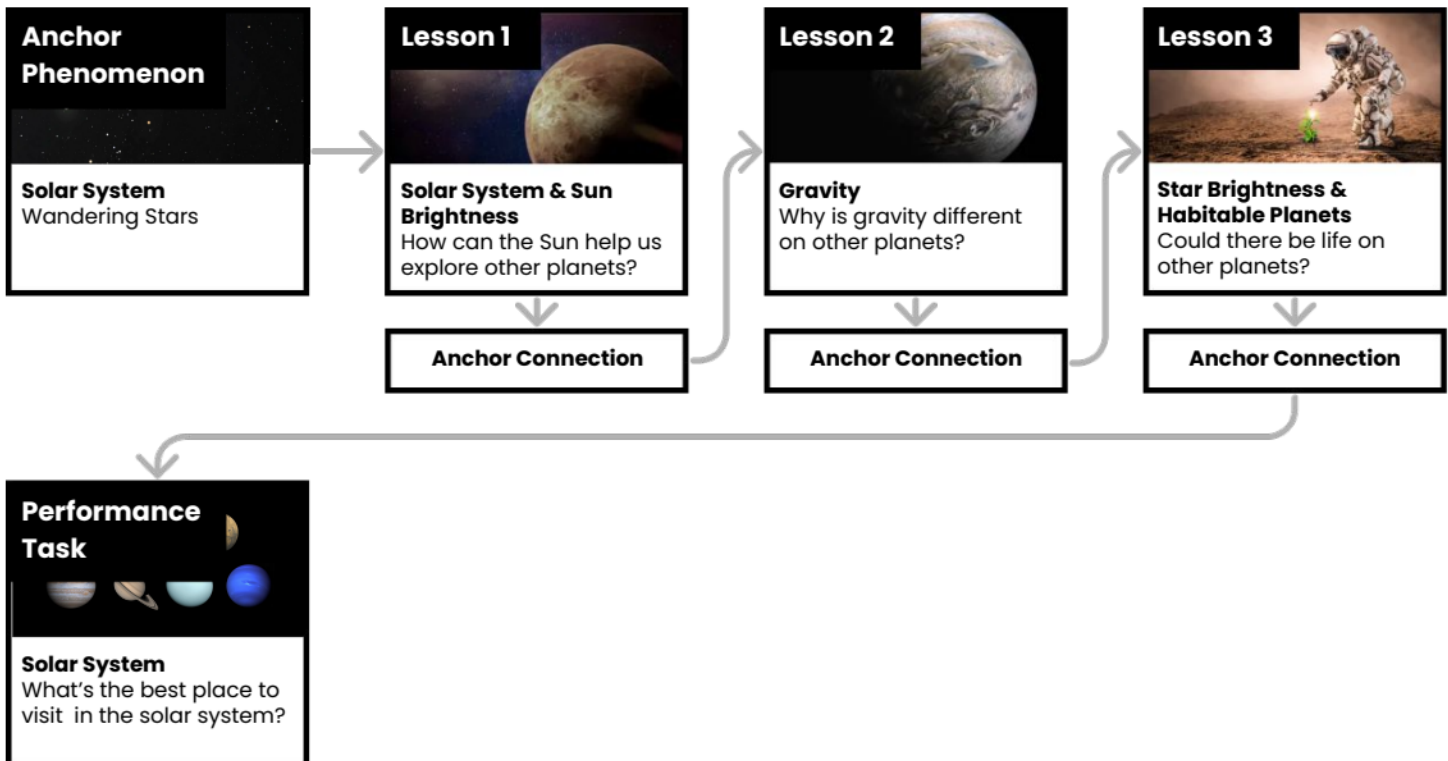 Anchor
Phenomenon
Solar System
Wandering Stars
Lesson 1
Solar System & Sun
Brightness
How can the Sun help us
explore other planets?
Anchor Connection
Lesson 2
Gravity
Why is gravity different
on other planets?
Anchor Connection
Lesson 3
Star Brightness &
Habitable Planets
Could there be life on
other planets?
Anchor Connection
Performance
Task
Solar System
What's the best place to
visit in the solar system?